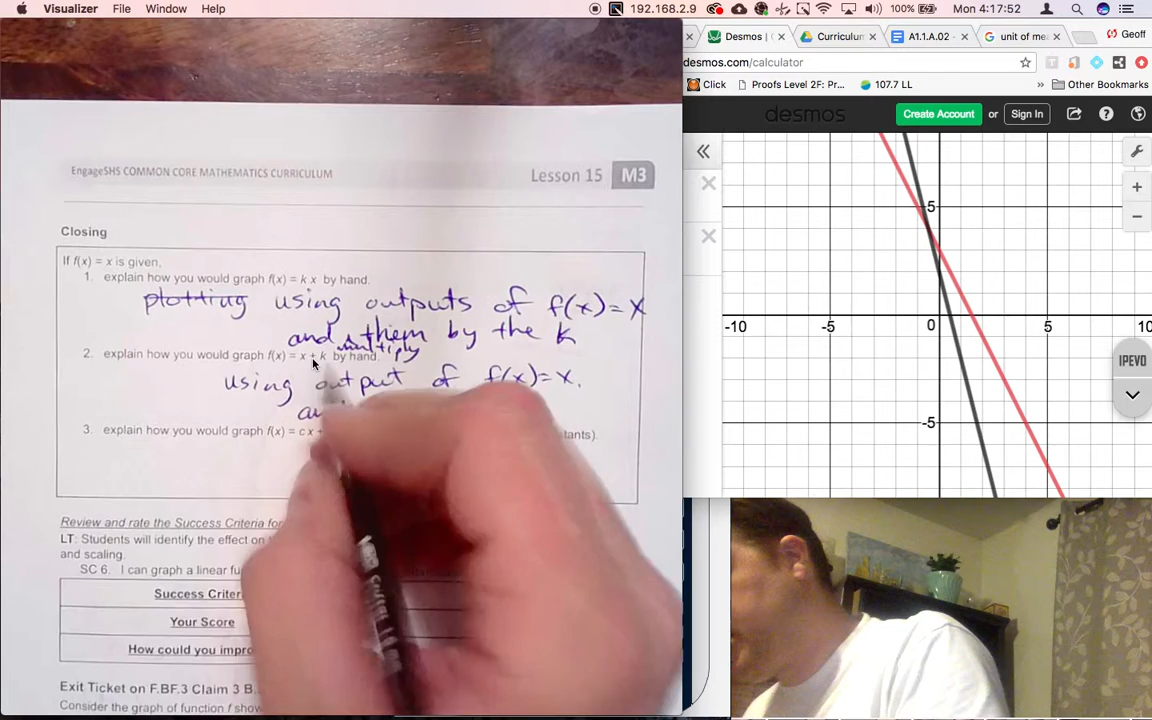 Visualizer File Window Help 192.168.2.9 100% Mon 4:17:52
Desmos | Curriculum A1.1.A.02 - unit of me Geoff
desmos.com/calculator
Click Proofs Level 2F: Pr... 107.7 LL » Other Bookmarks
desmos Create Account or Sign In
EngageSHS COMMON CORE MATHEMATICS CURRICULUM Lesson 15 M3
Closing
If f(x) = x is given,
1. explain how you would graph f(x) = k x by hand.
plotting using outputs of f(x)=x
and ^ them by the k
multiply
2. explain how you would graph f(x) = x + k by hand.
using output of f(x)=x.
3. explain how you would graph f(x) = c x + tants).
Review and rate the Success Criteria for
LT: Students will identify the effect on
and scaling.
SC 6. I can graph a linear
Success Criter
Your Score
How could you impro
Exit Ticket on F.BF.3 Claim 3 B.
Consider the graph of function f show
5
-10 -5 0 5 10
-5
IPEVO